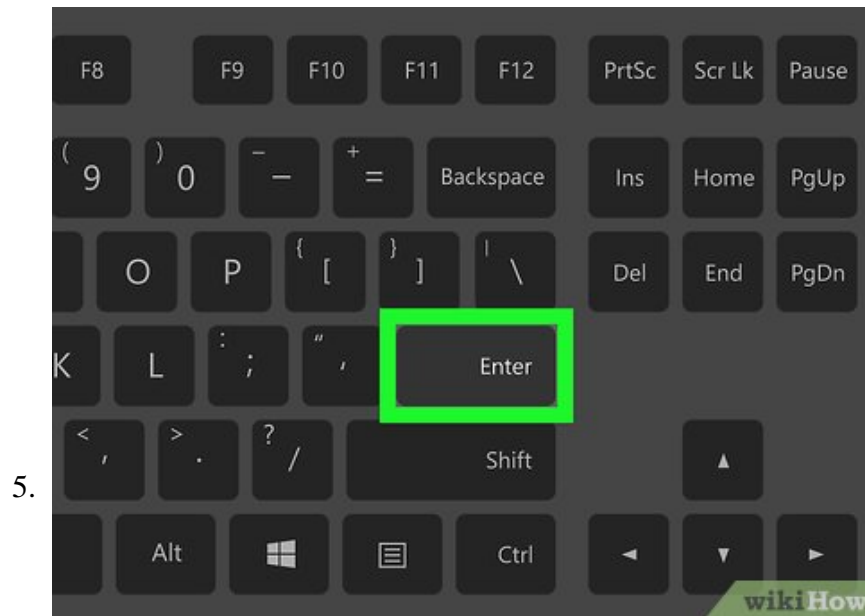 F8 F9 F10 F11 F12 PrtSc Scr Lk Pause
( 9 ) 0 _ - + = Backspace Ins Home PgUp
O P { [ } ] | \ Del End PgDn
K L : ; " ' Enter
< , > . ? / Shift
5.
Alt Ctrl
wikiHow